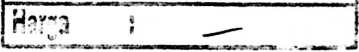 Harga : —